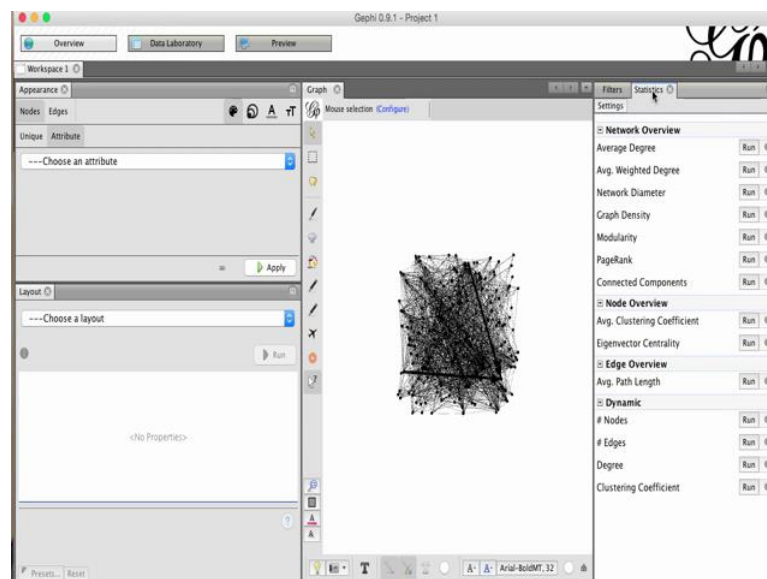 Gephi 0.9.1 - Project 1
Overview
Data Laboratory
Preview
Workspace 1
Appearance
Nodes Edges
Unique Attribute
---Choose an attribute
Apply
Layout
---Choose a layout
Run
<No Properties>
Presets... Reset
Graph
Mouse selection (Configure)
T
A- A- Arial-BoldMT, 32
Filters Statistics
Settings
Network Overview
Average Degree Run
Avg. Weighted Degree Run
Network Diameter Run
Graph Density Run
Modularity Run
PageRank Run
Connected Components Run
Node Overview
Avg. Clustering Coefficient Run
Eigenvector Centrality Run
Edge Overview
Avg. Path Length Run
Dynamic
# Nodes Run
# Edges Run
Degree Run
Clustering Coefficient Run